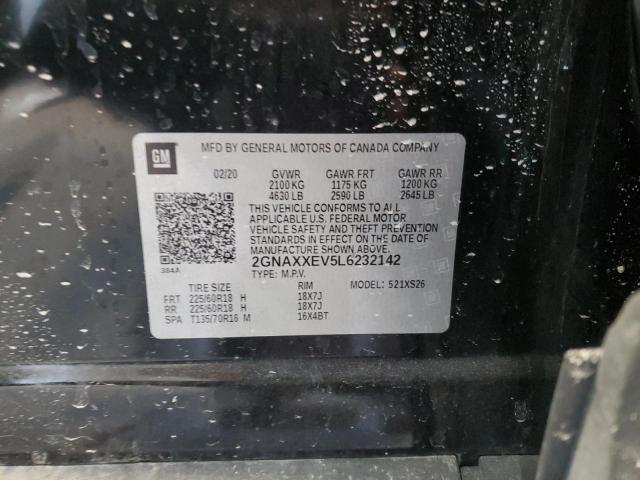 GM
MFD BY GENERAL MOTORS OF CANADA COMPANY
02/20 GVWR GAWR FRT GAWR RR
2100 KG 1175 KG 1200 KG
4630 LB 2590 LB 2645 LB
THIS VEHICLE CONFORMS TO ALL
APPLICABLE U.S. FEDERAL MOTOR
VEHICLE SAFETY AND THEFT
PREVENTION STANDARDS IN
EFFECT ON THE DATE OF
MANUFACTURE SHOWN ABOVE.
384A 2GNAXXEV5L6232142
TYPE: M.P.V. MODEL: 521XS26
TIRE SIZE RIM
FRT 225/60R18 H 18X7J
RR 225/60R18 H 18X7J
SPA T135/70R16 M 16X4BT